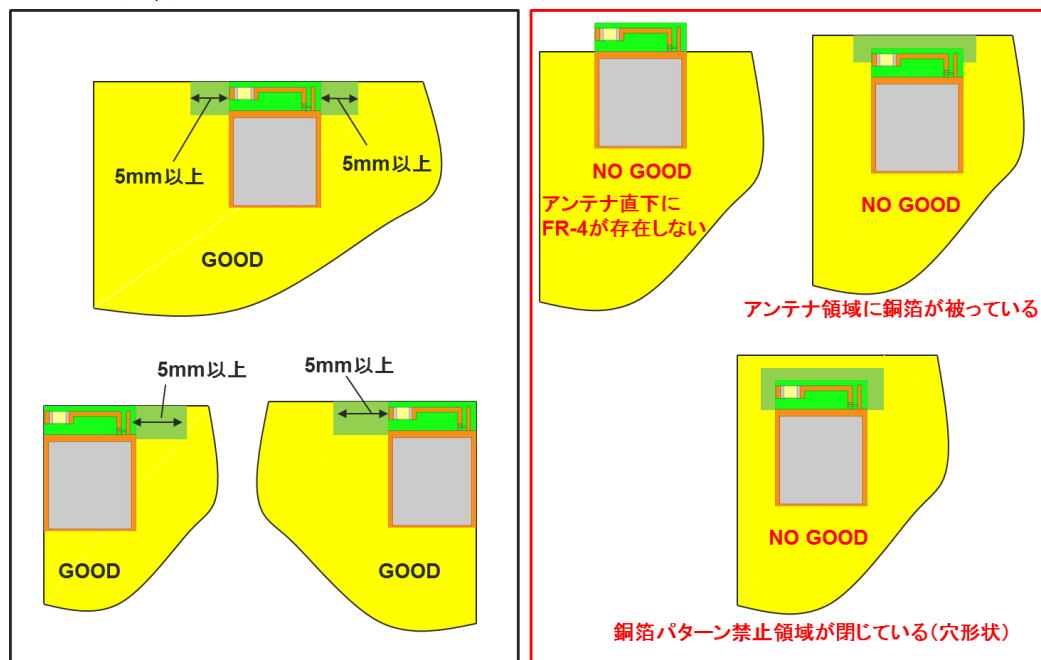 5mm以上
5mm以上
GOOD
5mm以上
5mm以上
GOOD
GOOD
NO GOOD
アンテナ直下に
FR-4が存在しない
NO GOOD
アンテナ領域に銅箔が被っている
NO GOOD
銅箔パターン禁止領域が閉じている(穴形状)